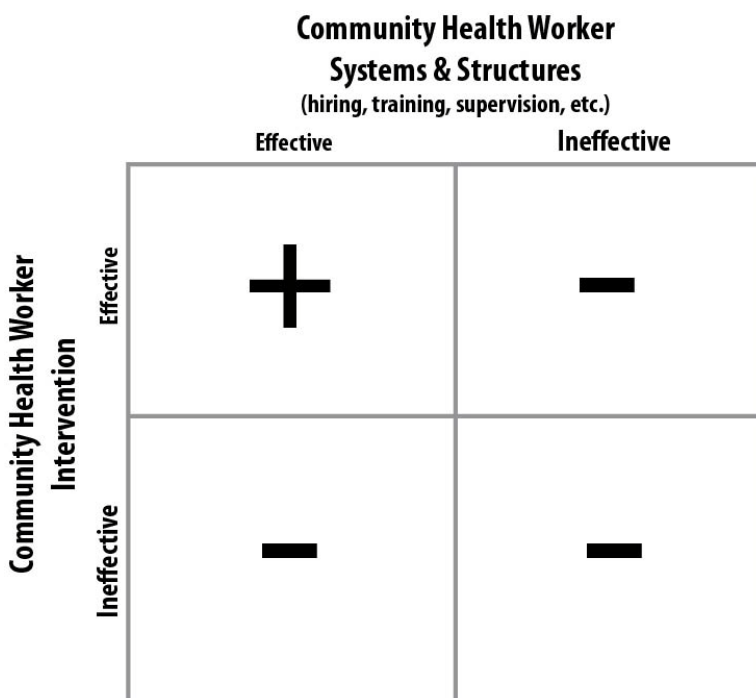 Community Health Worker
Systems & Structures
(hiring, training, supervision, etc.)
Effective
Ineffective
Community Health Worker
Intervention
Effective
+
-
Ineffective
-
-